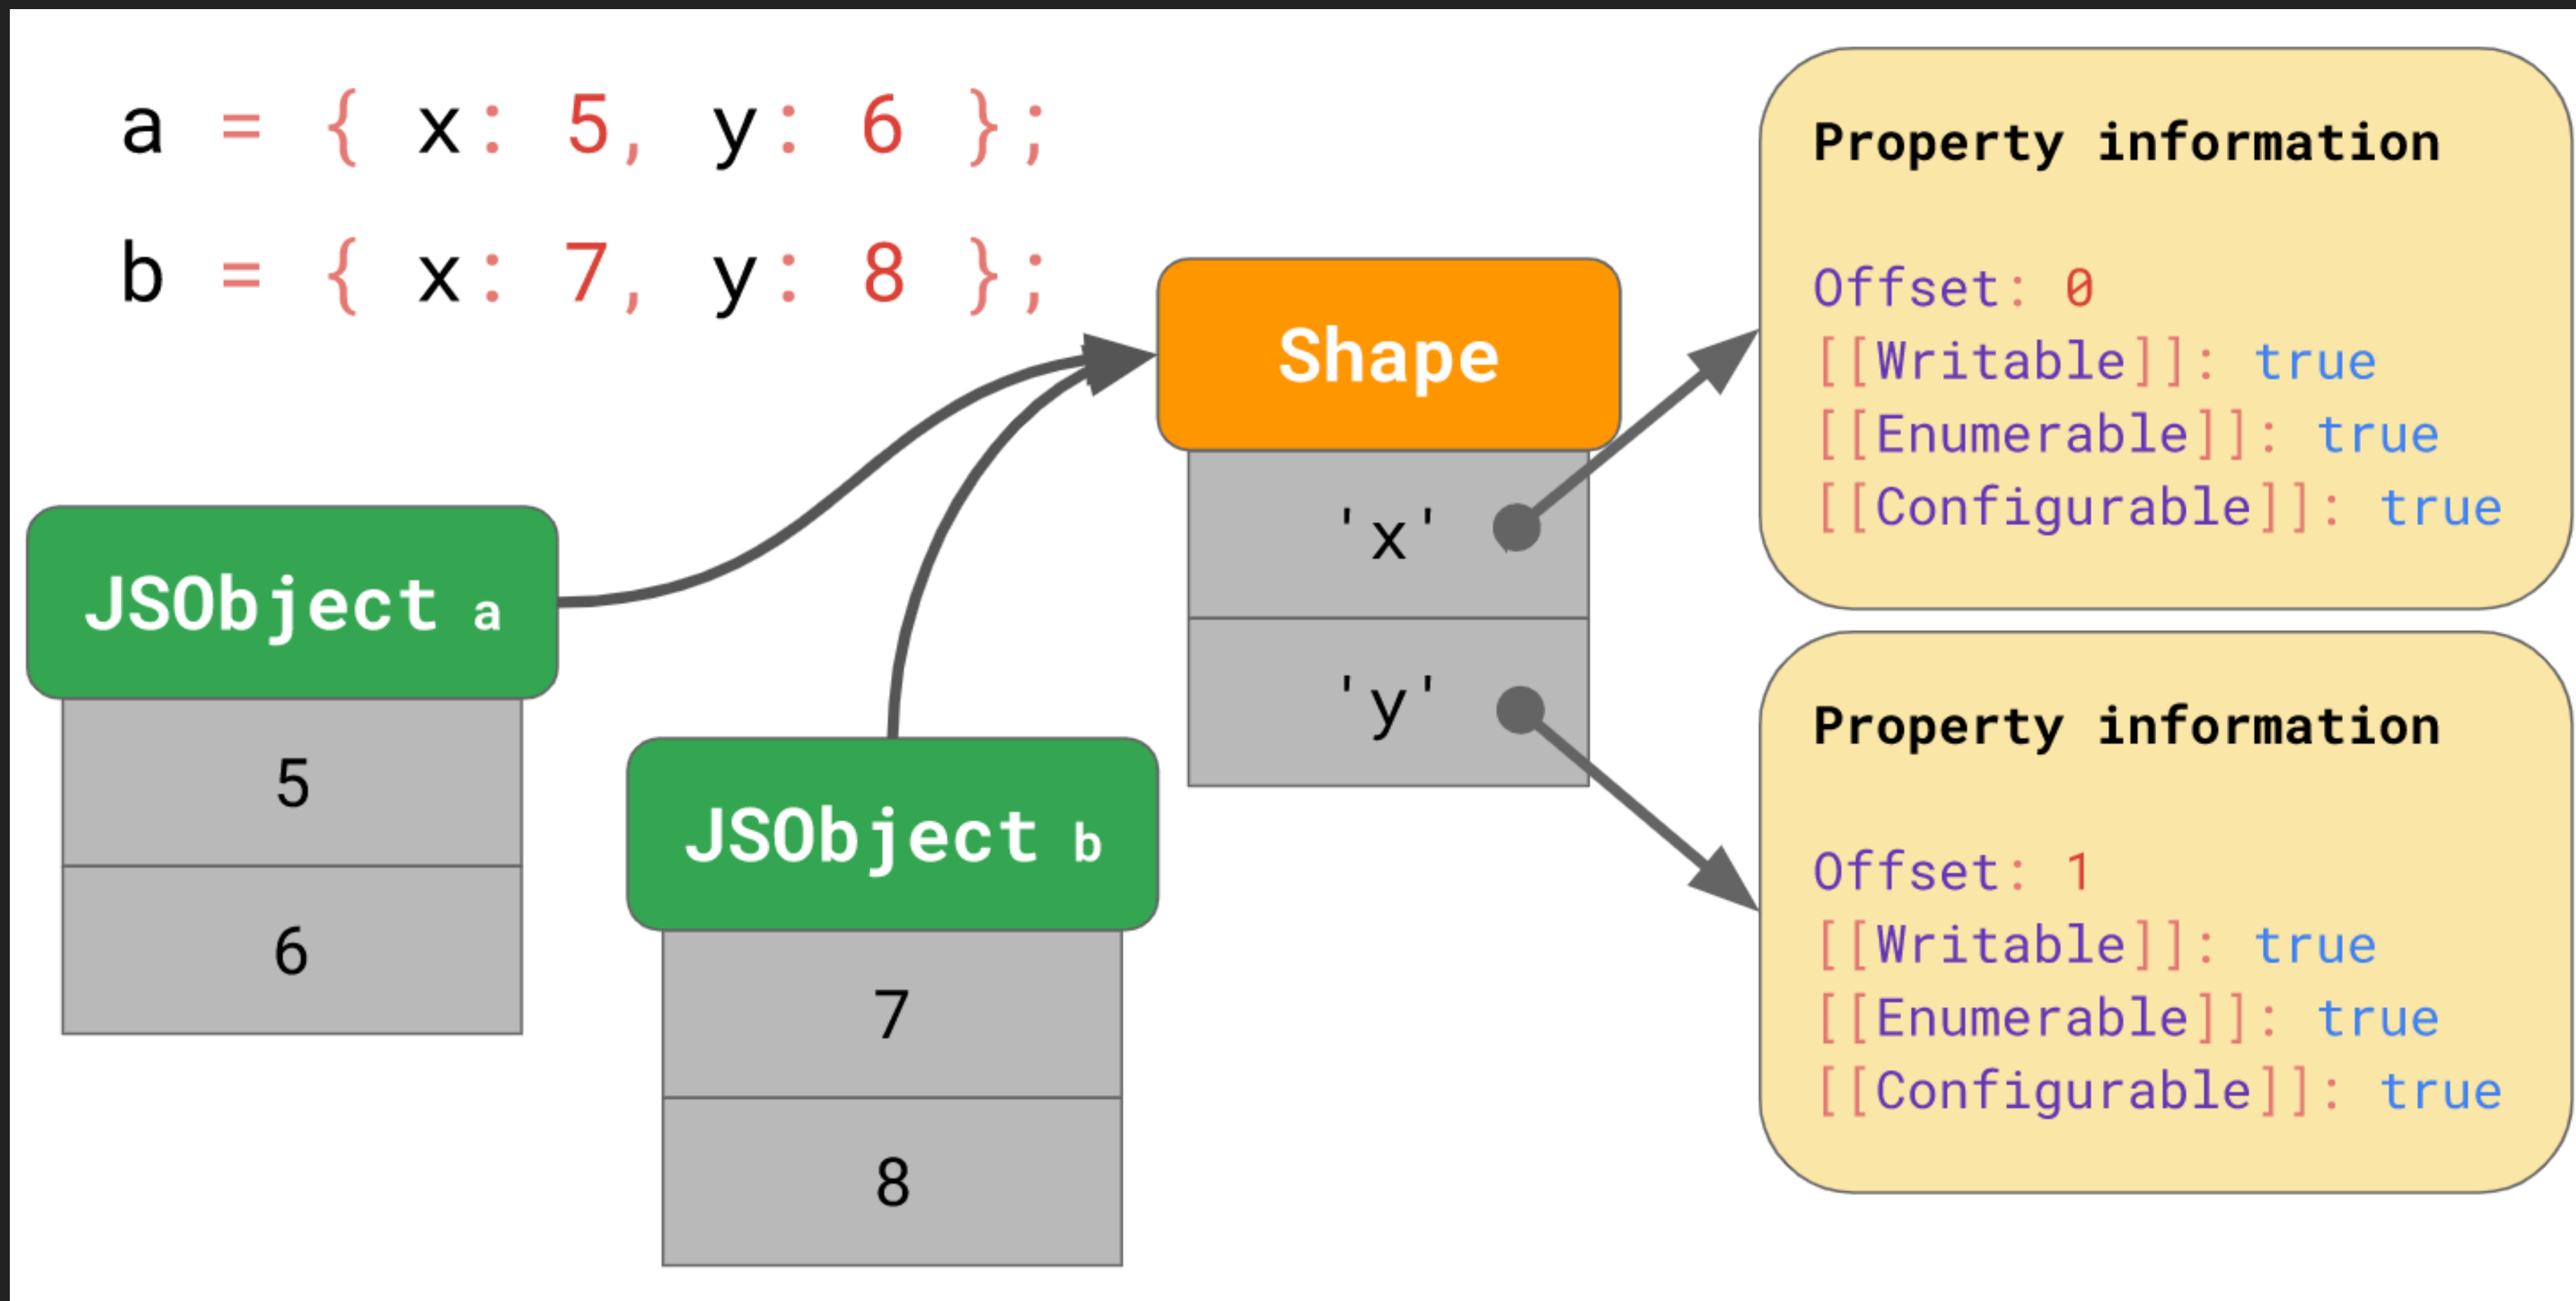 a = { x: 5, y: 6 };
b = { x: 7, y: 8 };
JSObject a
5
6
JSObject b
7
8
Shape
'x'
'y'
Property information
Offset: 0
[[Writable]]: true
[[Enumerable]]: true
[[Configurable]]: true
Property information
Offset: 1
[[Writable]]: true
[[Enumerable]]: true
[[Configurable]]: true